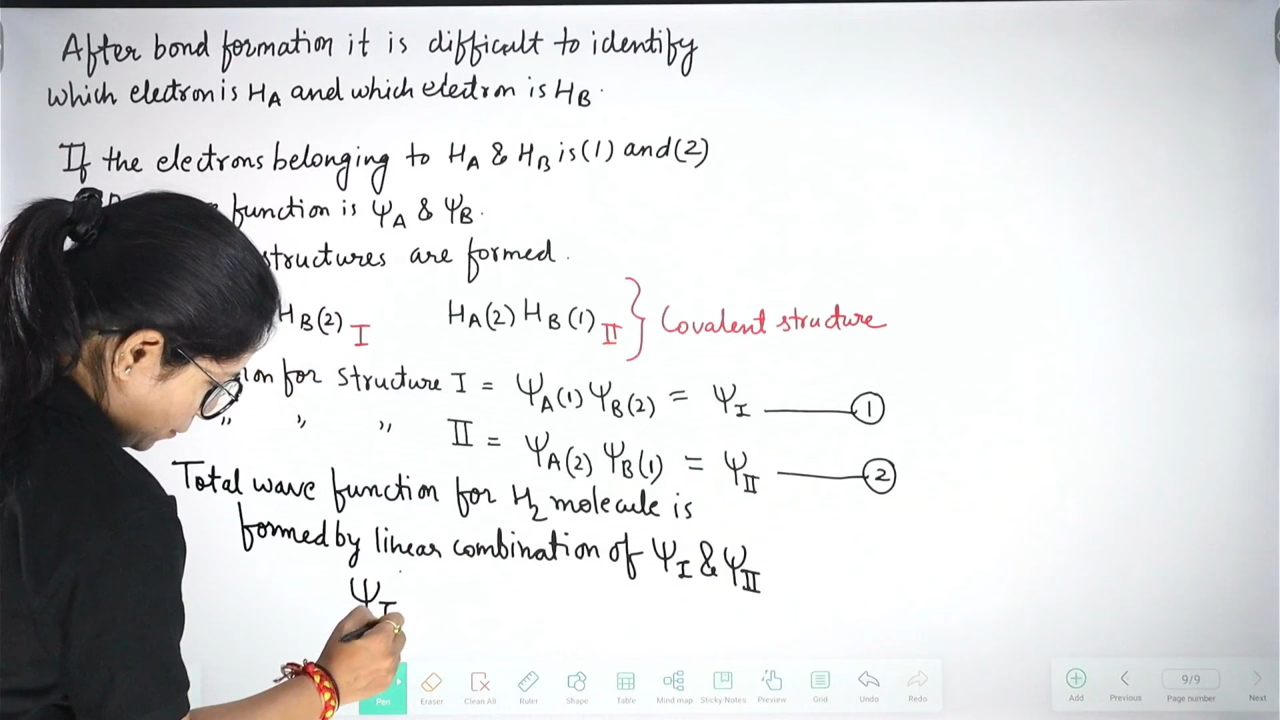 After bond formation it is difficult to identify
which electron is HA and which electron is HB.
If the electrons belonging to HA & HB is (1) and (2)
function is ΨA & ΨB.
structures are formed.
HB(2) I HA(2) HB(1) II } Covalent structure
for structure I = ΨA(1) ΨB(2) = ΨI ——— ①
,, ,, ,, II = ΨA(2) ΨB(1) = ΨII ——— ②
Total wave function for H2 molecule is
formed by linear combination of ΨI & ΨII
Ψ
Pen Eraser Clean All Ruler Shape Table Mind map Sticky-Notes Preview Grid Undo Redo Add Previous 9/9 Page number Next